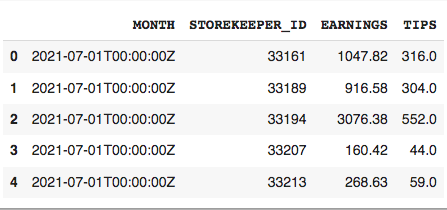 MONTH STOREKEEPER_ID EARNINGS TIPS
0 2021-07-01T00:00:00Z 33161 1047.82 316.0
1 2021-07-01T00:00:00Z 33189 916.58 304.0
2 2021-07-01T00:00:00Z 33194 3076.38 552.0
3 2021-07-01T00:00:00Z 33207 160.42 44.0
4 2021-07-01T00:00:00Z 33213 268.63 59.0